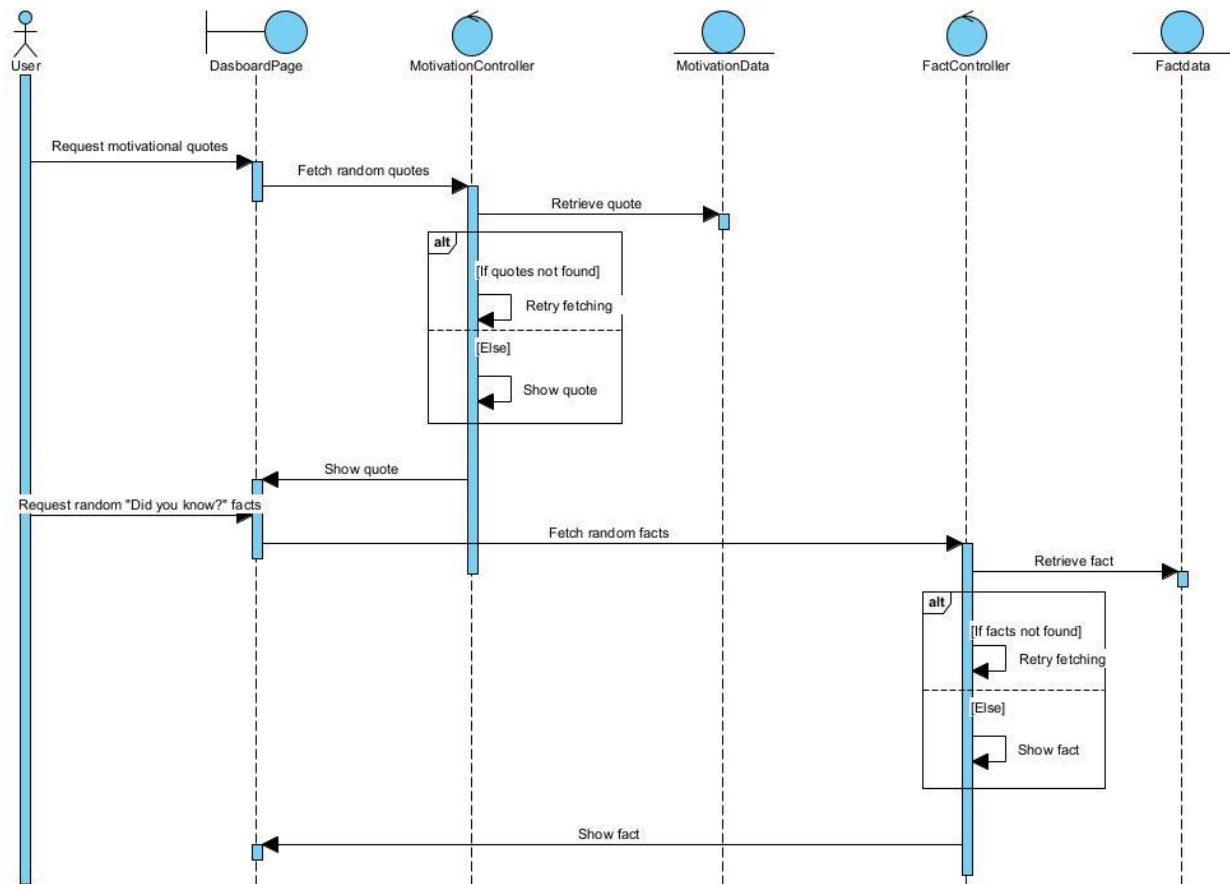 User
DasboardPage
MotivationController
MotivationData
FactController
Factdata
Request motivational quotes
Fetch random quotes
Retrieve quote
alt
[If quotes not found]
Retry fetching
[Else]
Show quote
Show quote
Request random "Did you know?" facts
Fetch random facts
Retrieve fact
alt
[If facts not found]
Retry fetching
[Else]
Show fact
Show fact